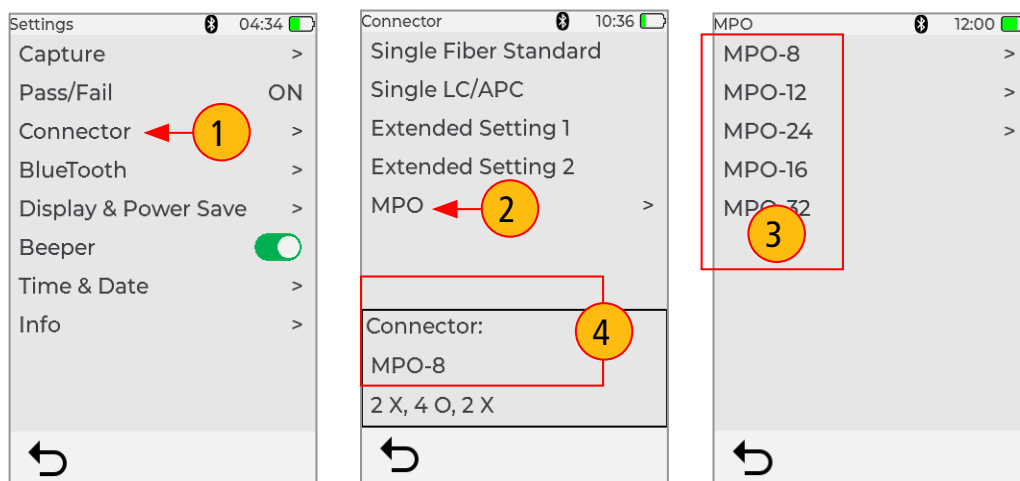 Settings 04:34
Capture >
Pass/Fail ON
Connector 1 >
BlueTooth >
Display & Power Save >
Beeper
Time & Date >
Info >
Connector 10:36
Single Fiber Standard
Single LC/APC
Extended Setting 1
Extended Setting 2
MPO 2 >
4
Connector:
MPO-8
2 X, 4 O, 2 X
MPO 12:00
MPO-8 >
MPO-12 >
MPO-24 >
MPO-16
MPO-32
3